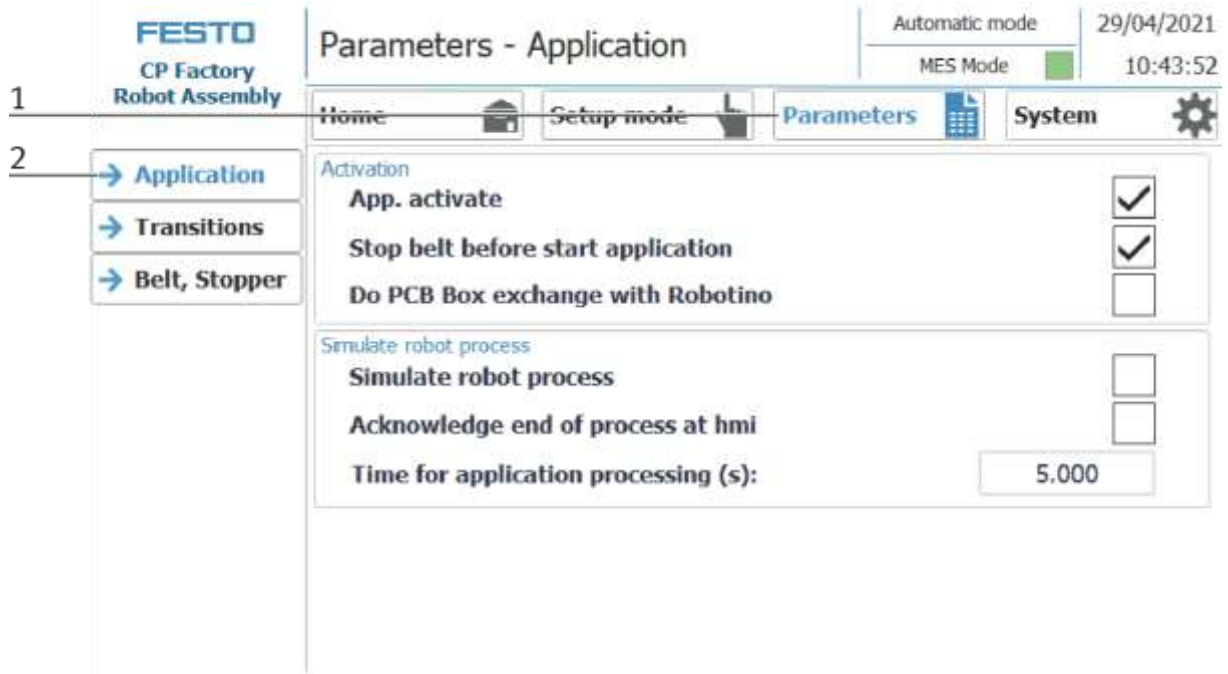 FESTO
CP Factory
Robot Assembly
Parameters - Application
Automatic mode
MES Mode
29/04/2021
10:43:52
1
Home
Setup mode
Parameters
System
2
Application
Transitions
Belt, Stopper
Activation
App. activate
Stop belt before start application
Do PCB Box exchange with Robotino
Simulate robot process
Simulate robot process
Acknowledge end of process at hmi
Time for application processing (s):
5.000